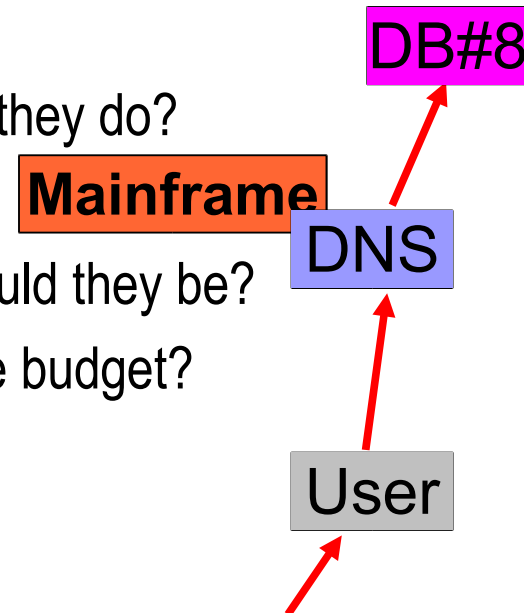 DB#8
they do?
Mainframe
DNS
uld they be?
budget?
User